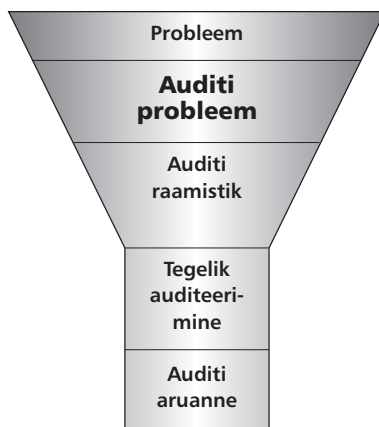 Probleem
Auditi
probleem
Auditi
raamistik
Tegelik
auditeeri-
mine
Auditi
aruanne